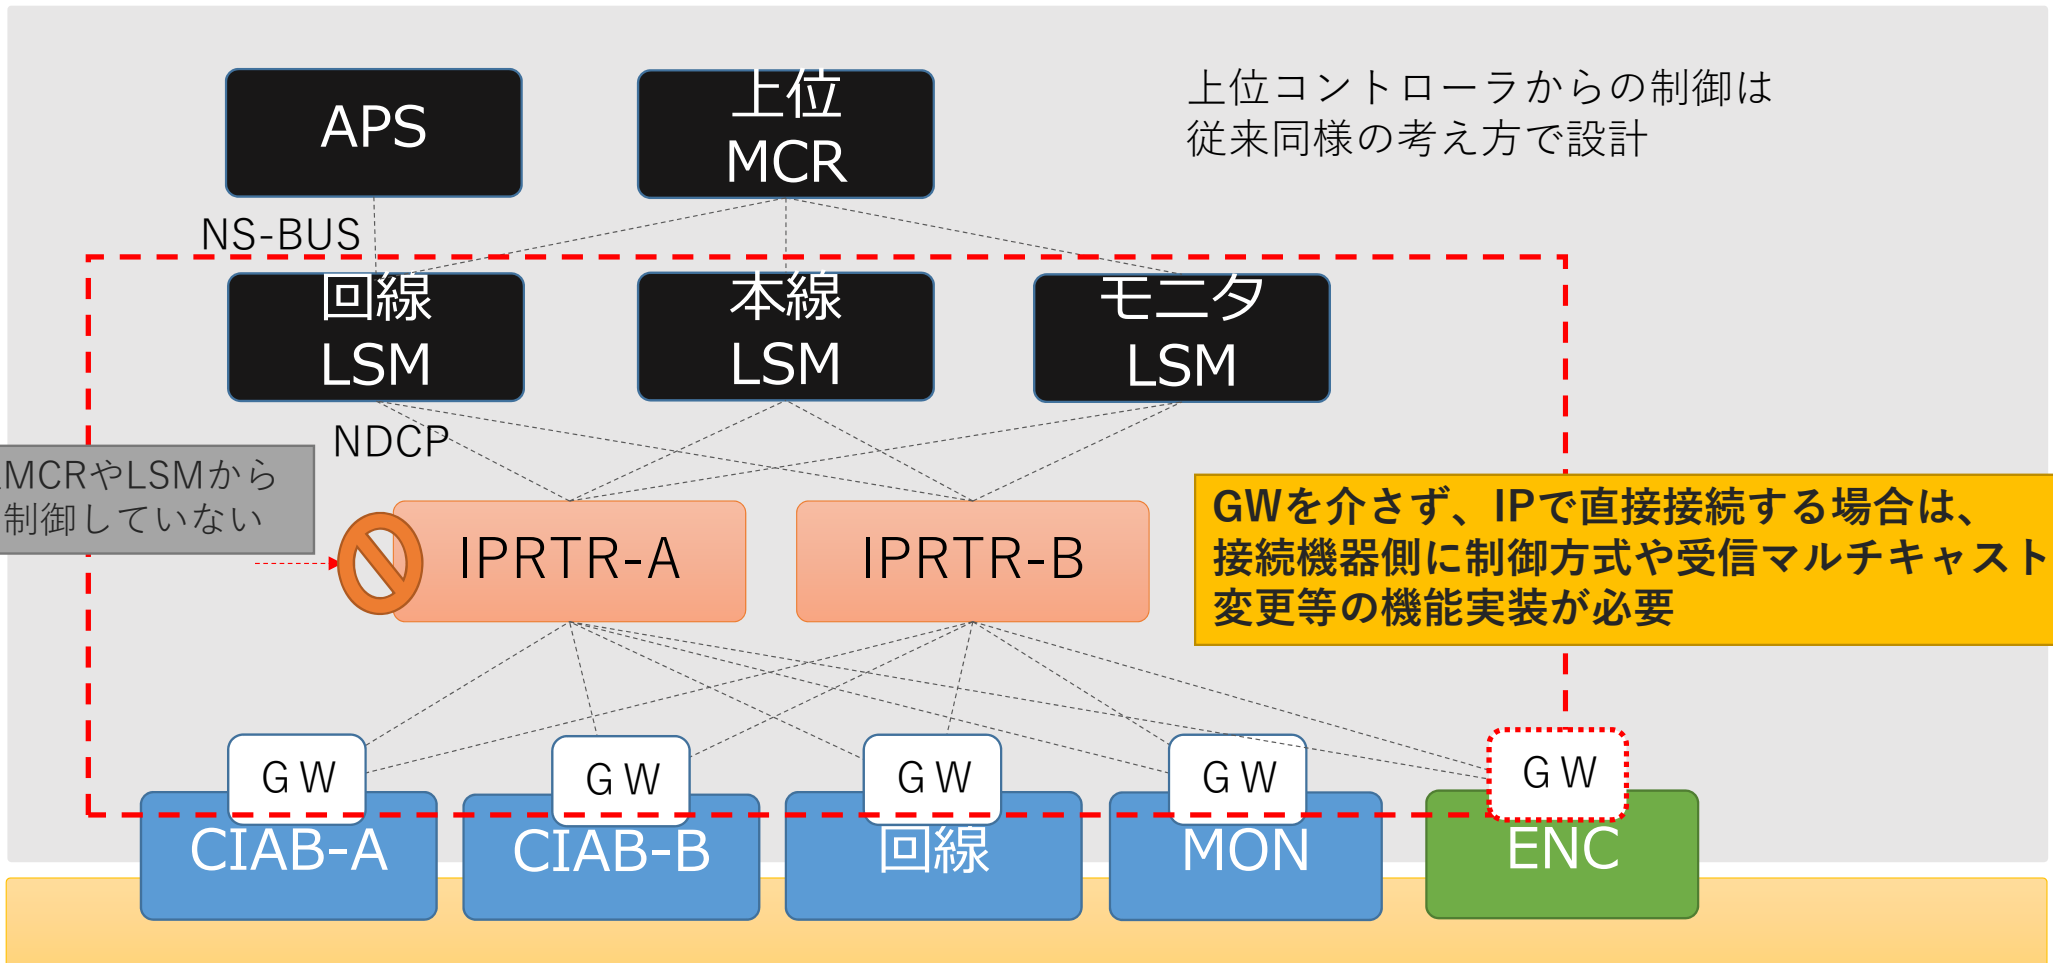 APS
上位
MCR
上位コントローラからの制御は
従来同様の考え方で設計
NS-BUS
回線
LSM
本線
LSM
モニタ
LSM
NDCP
MCRやLSMから
制御していない
IPRTR-A
IPRTR-B
GWを介さず、IPで直接接続する場合は、
接続機器側に制御方式や受信マルチキャスト
変更等の機能実装が必要
GW
GW
GW
GW
GW
CIAB-A
CIAB-B
回線
MON
ENC